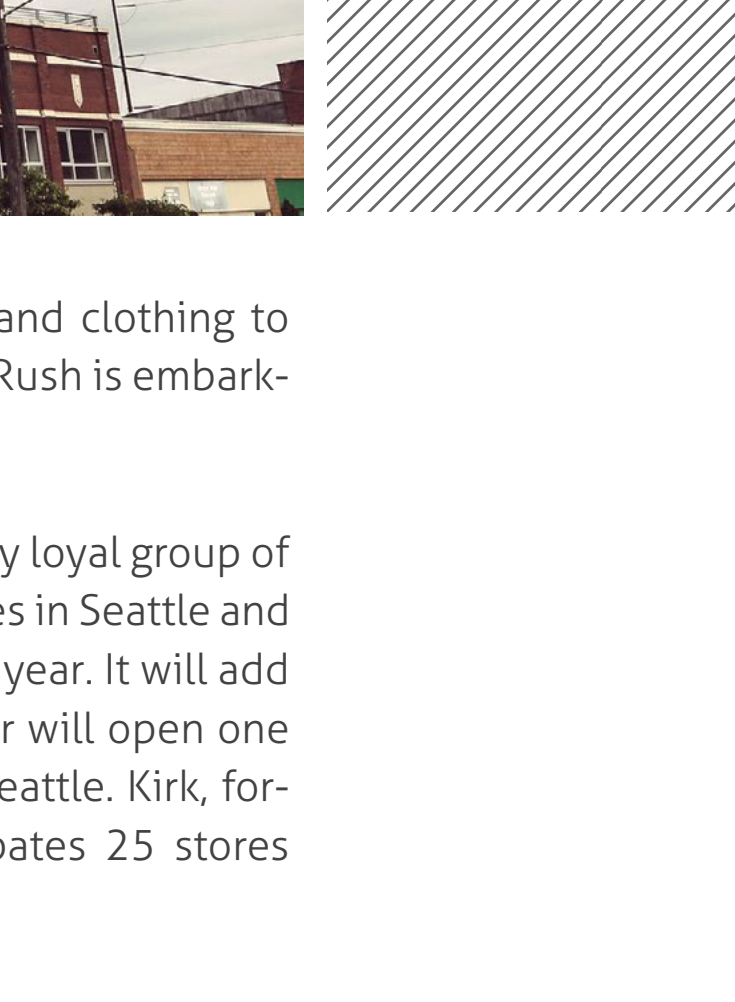 and clothing to
Rush is embark-
y loyal group of
es in Seattle and
year. It will add
r will open one
eattle. Kirk, for-
pates 25 stores